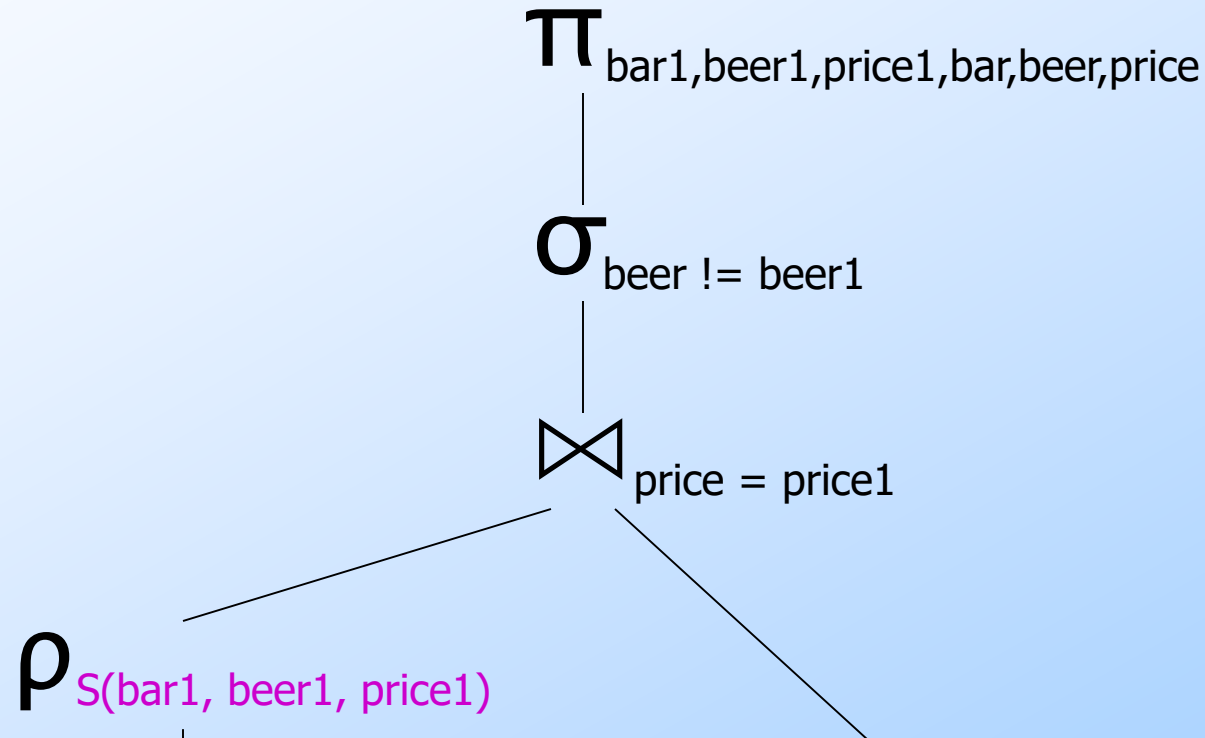 π bar1,beer1,price1,bar,beer,price
σ beer != beer1
⋈ price = price1
ρ S(bar1, beer1, price1)